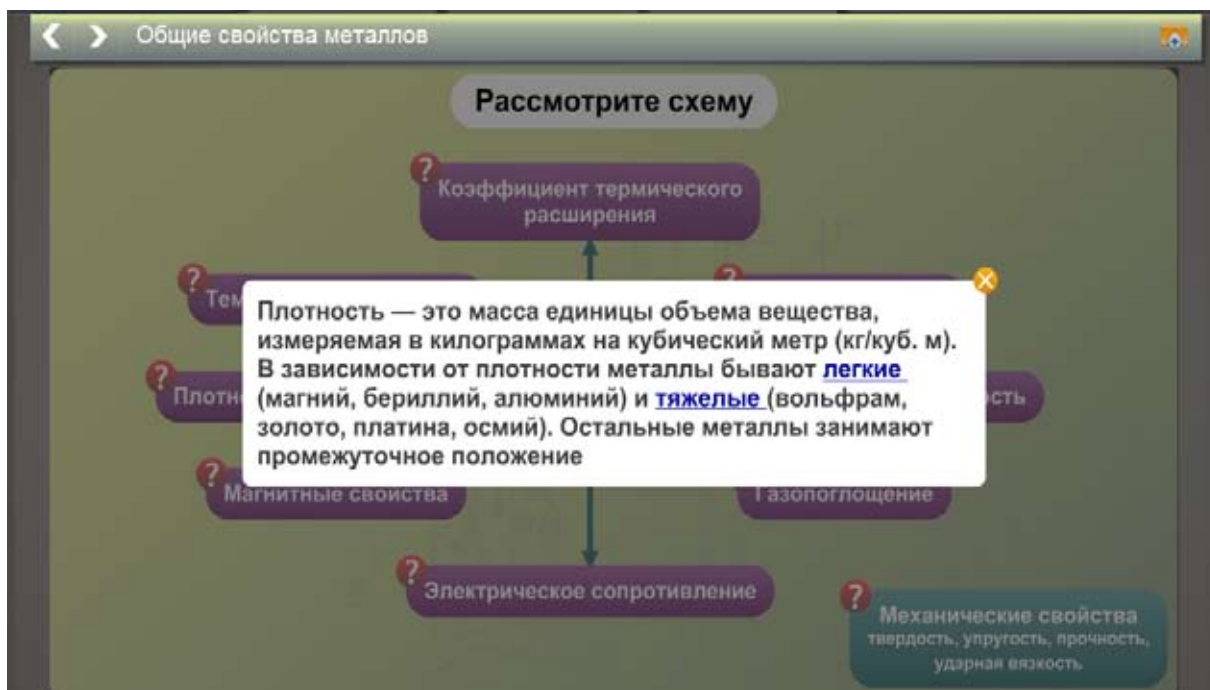 Общие свойства металлов
Рассмотрите схему
?
Коэффициент термического
расширения
?
?
Плотность — это масса единицы объема вещества,
измеряемая в килограммах на кубический метр (кг/куб. м).
В зависимости от плотности металлы бывают легкие
(магний, бериллий, алюминий) и тяжелые (вольфрам,
золото, платина, осмий). Остальные металлы занимают
промежуточное положение
?
?
Магнитные свойства
Газопоглощение
?
Электрическое сопротивление
?
Механические свойства
твердость, упругость, прочность,
ударная вязкость